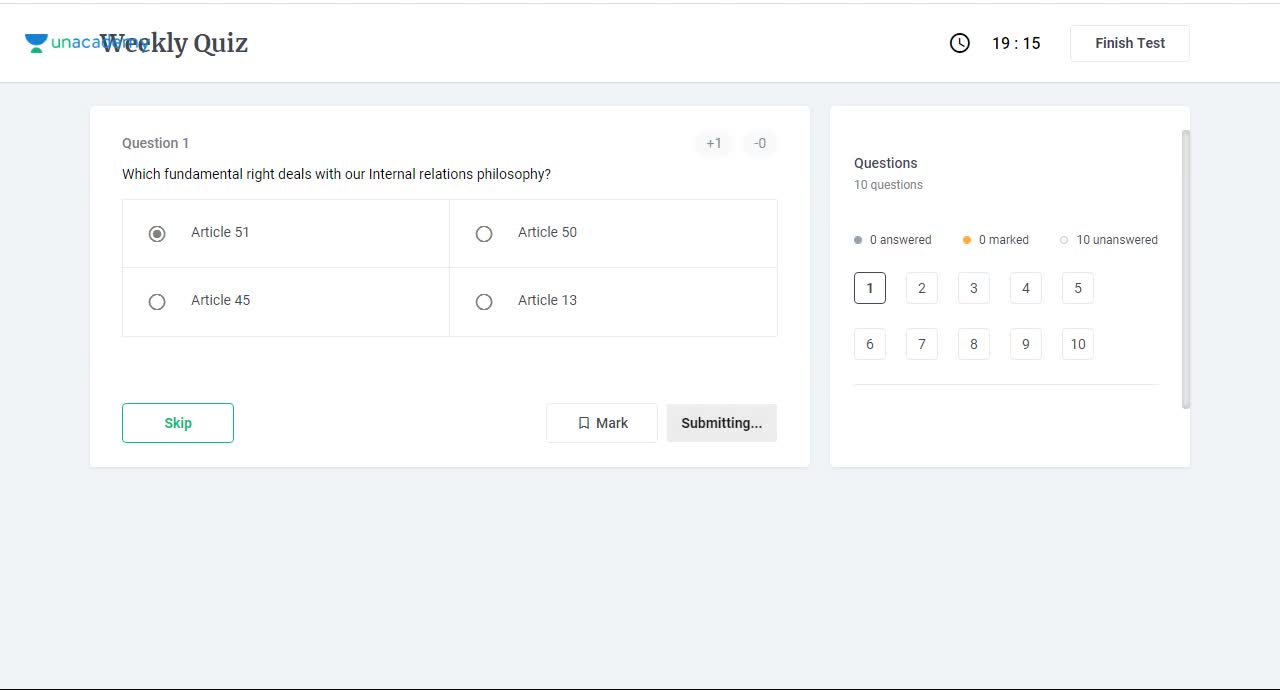 unacademy
Weekly Quiz
19 : 15
Finish Test
Question 1
+1
-0
Which fundamental right deals with our Internal relations philosophy?
Article 51
Article 50
Article 45
Article 13
Skip
Mark
Submitting...
Questions
10 questions
0 answered
0 marked
10 unanswered
1 2 3 4 5
6 7 8 9 10